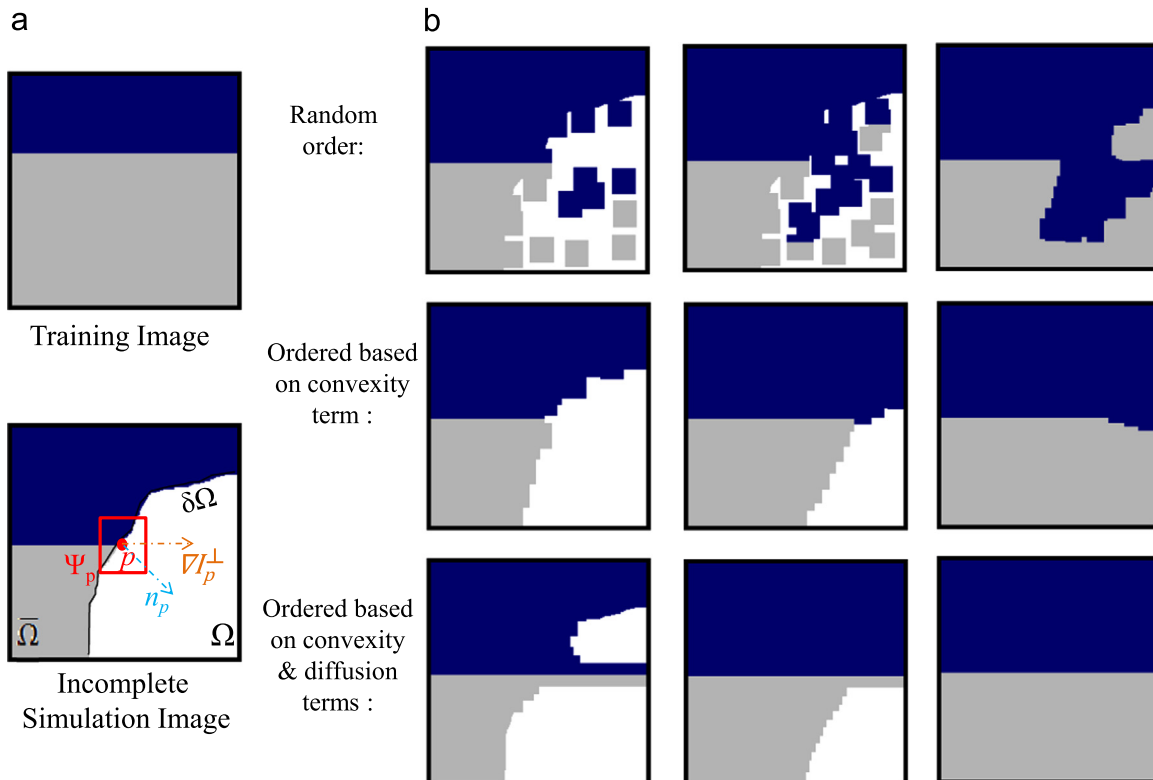 a
b
Training Image
Random
order:
Ordered based
on convexity
term :
δΩ
Ψp
p
∇I⊥p
np
Ω̅
Ω
Incomplete
Simulation Image
Ordered based
on convexity
& diffusion
terms :